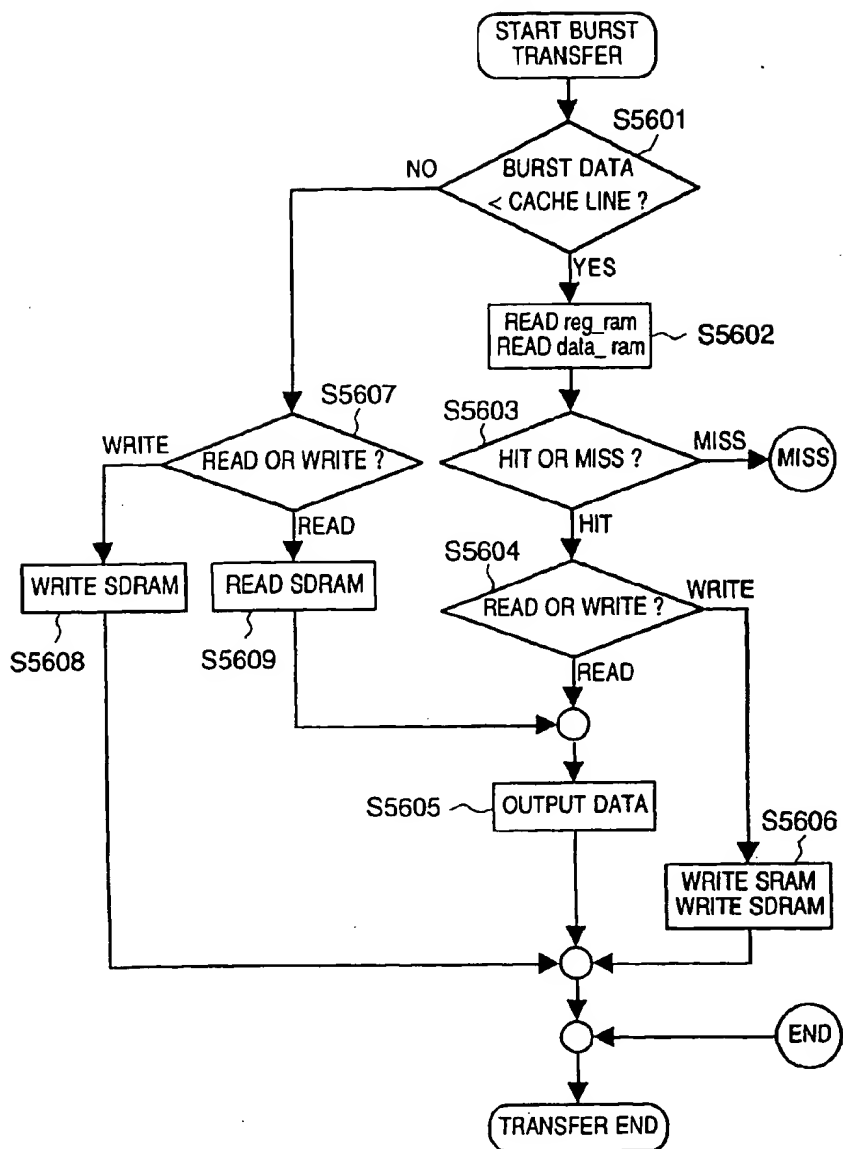 START BURST
TRANSFER
S5601
BURST DATA
< CACHE LINE ?
NO
YES
READ reg_ram
READ data_ ram
S5602
S5607
S5603
WRITE
READ OR WRITE ?
HIT OR MISS ?
MISS
MISS
READ
HIT
S5604
WRITE SDRAM
READ SDRAM
READ OR WRITE ?
WRITE
S5608
S5609
READ
S5605
OUTPUT DATA
S5606
WRITE SRAM
WRITE SDRAM
END
TRANSFER END